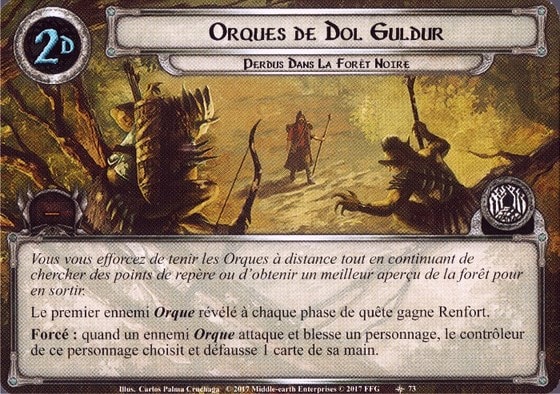 2D
Orques de Dol Guldur
Perdus Dans La Forêt Noire
–
Vous vous efforcez de tenir les Orques à distance tout en continuant de
chercher des points de repère ou d'obtenir un meilleur aperçu de la forêt pour
en sortir.
Le premier ennemi Orque révélé à chaque phase de quête gagne Renfort.
Forcé : quand un ennemi Orque attaque et blesse un personnage, le contrôleur
de ce personnage choisit et défausse 1 carte de sa main.
Illus. Carlos Palma Cruchaga © 2017 Middle-earth Enterprises © 2017 FFG 73